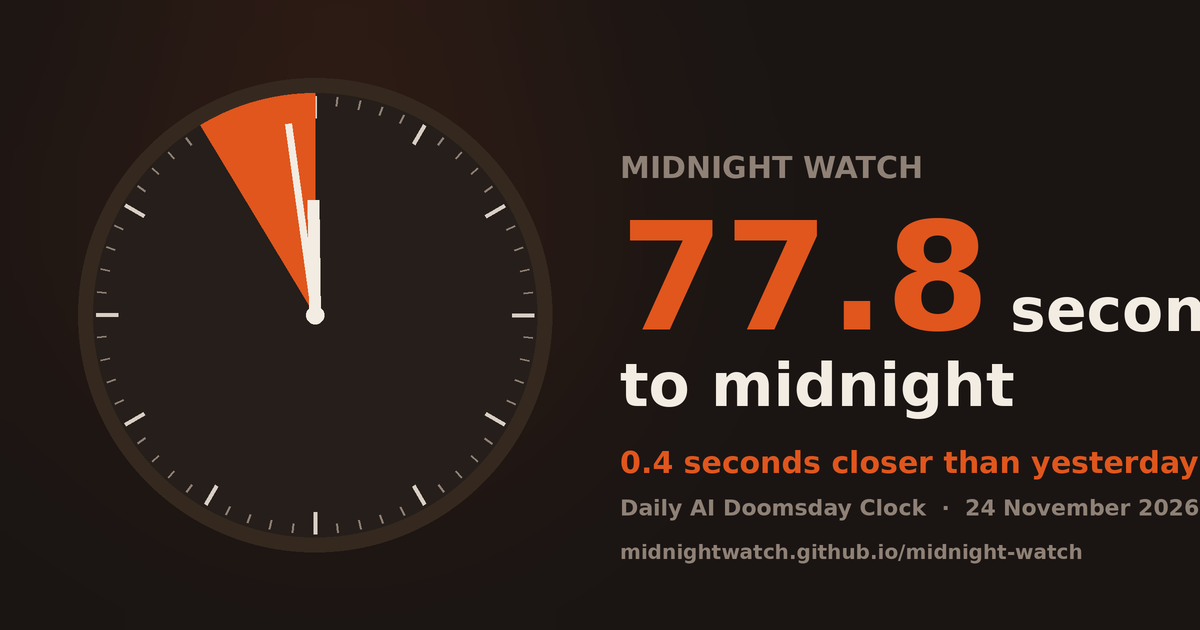 MIDNIGHT WATCH
77.8 secon
to midnight
0.4 seconds closer than yesterday
Daily AI Doomsday Clock · 24 November 2026
midnightwatch.github.io/midnight-watch